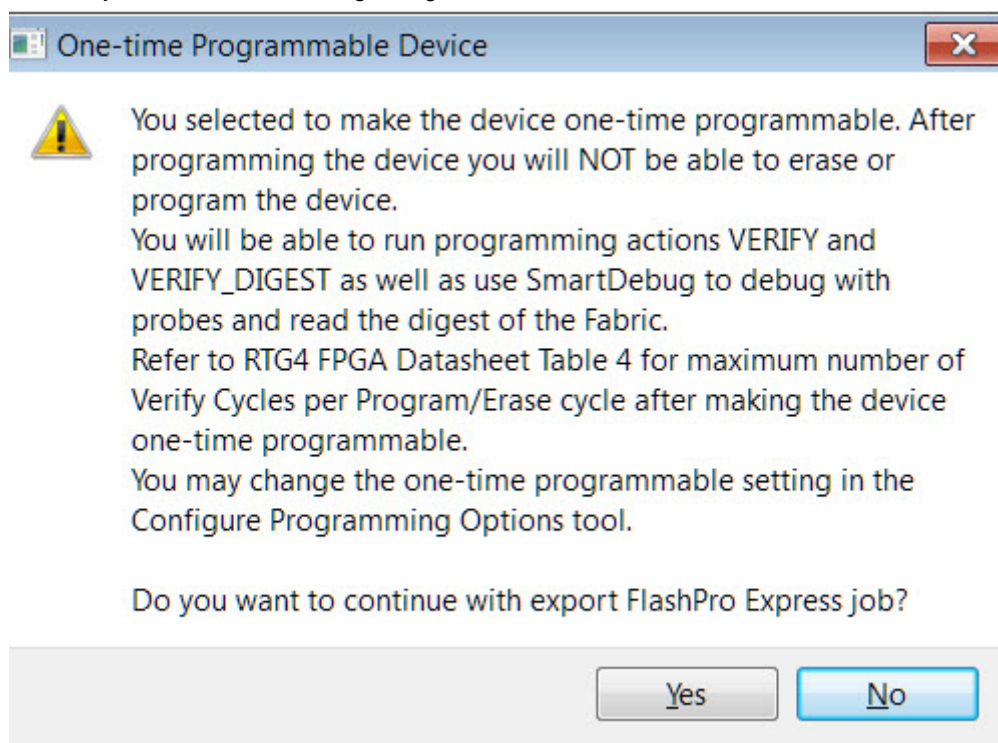 One-time Programmable Device
You selected to make the device one-time programmable. After
programming the device you will NOT be able to erase or
program the device.
You will be able to run programming actions VERIFY and
VERIFY_DIGEST as well as use SmartDebug to debug with
probes and read the digest of the Fabric.
Refer to RTG4 FPGA Datasheet Table 4 for maximum number of
Verify Cycles per Program/Erase cycle after making the device
one-time programmable.
You may change the one-time programmable setting in the
Configure Programming Options tool.
Do you want to continue with export FlashPro Express job?
Yes No